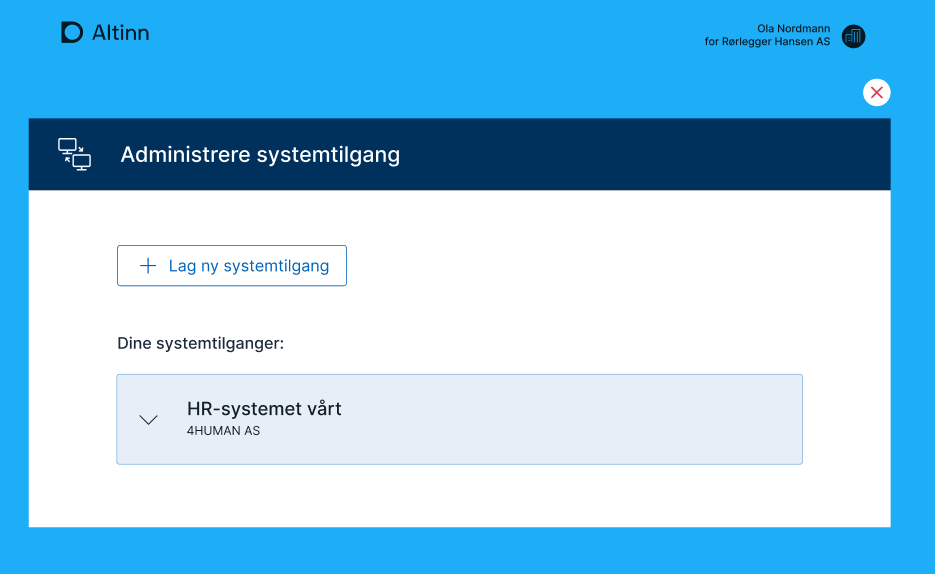 Altinn
Ola Nordmann
for Rørlegger Hansen AS
Administrere systemtilgang
Lag ny systemtilgang
Dine systemtilganger:
HR-systemet vårt
4HUMAN AS